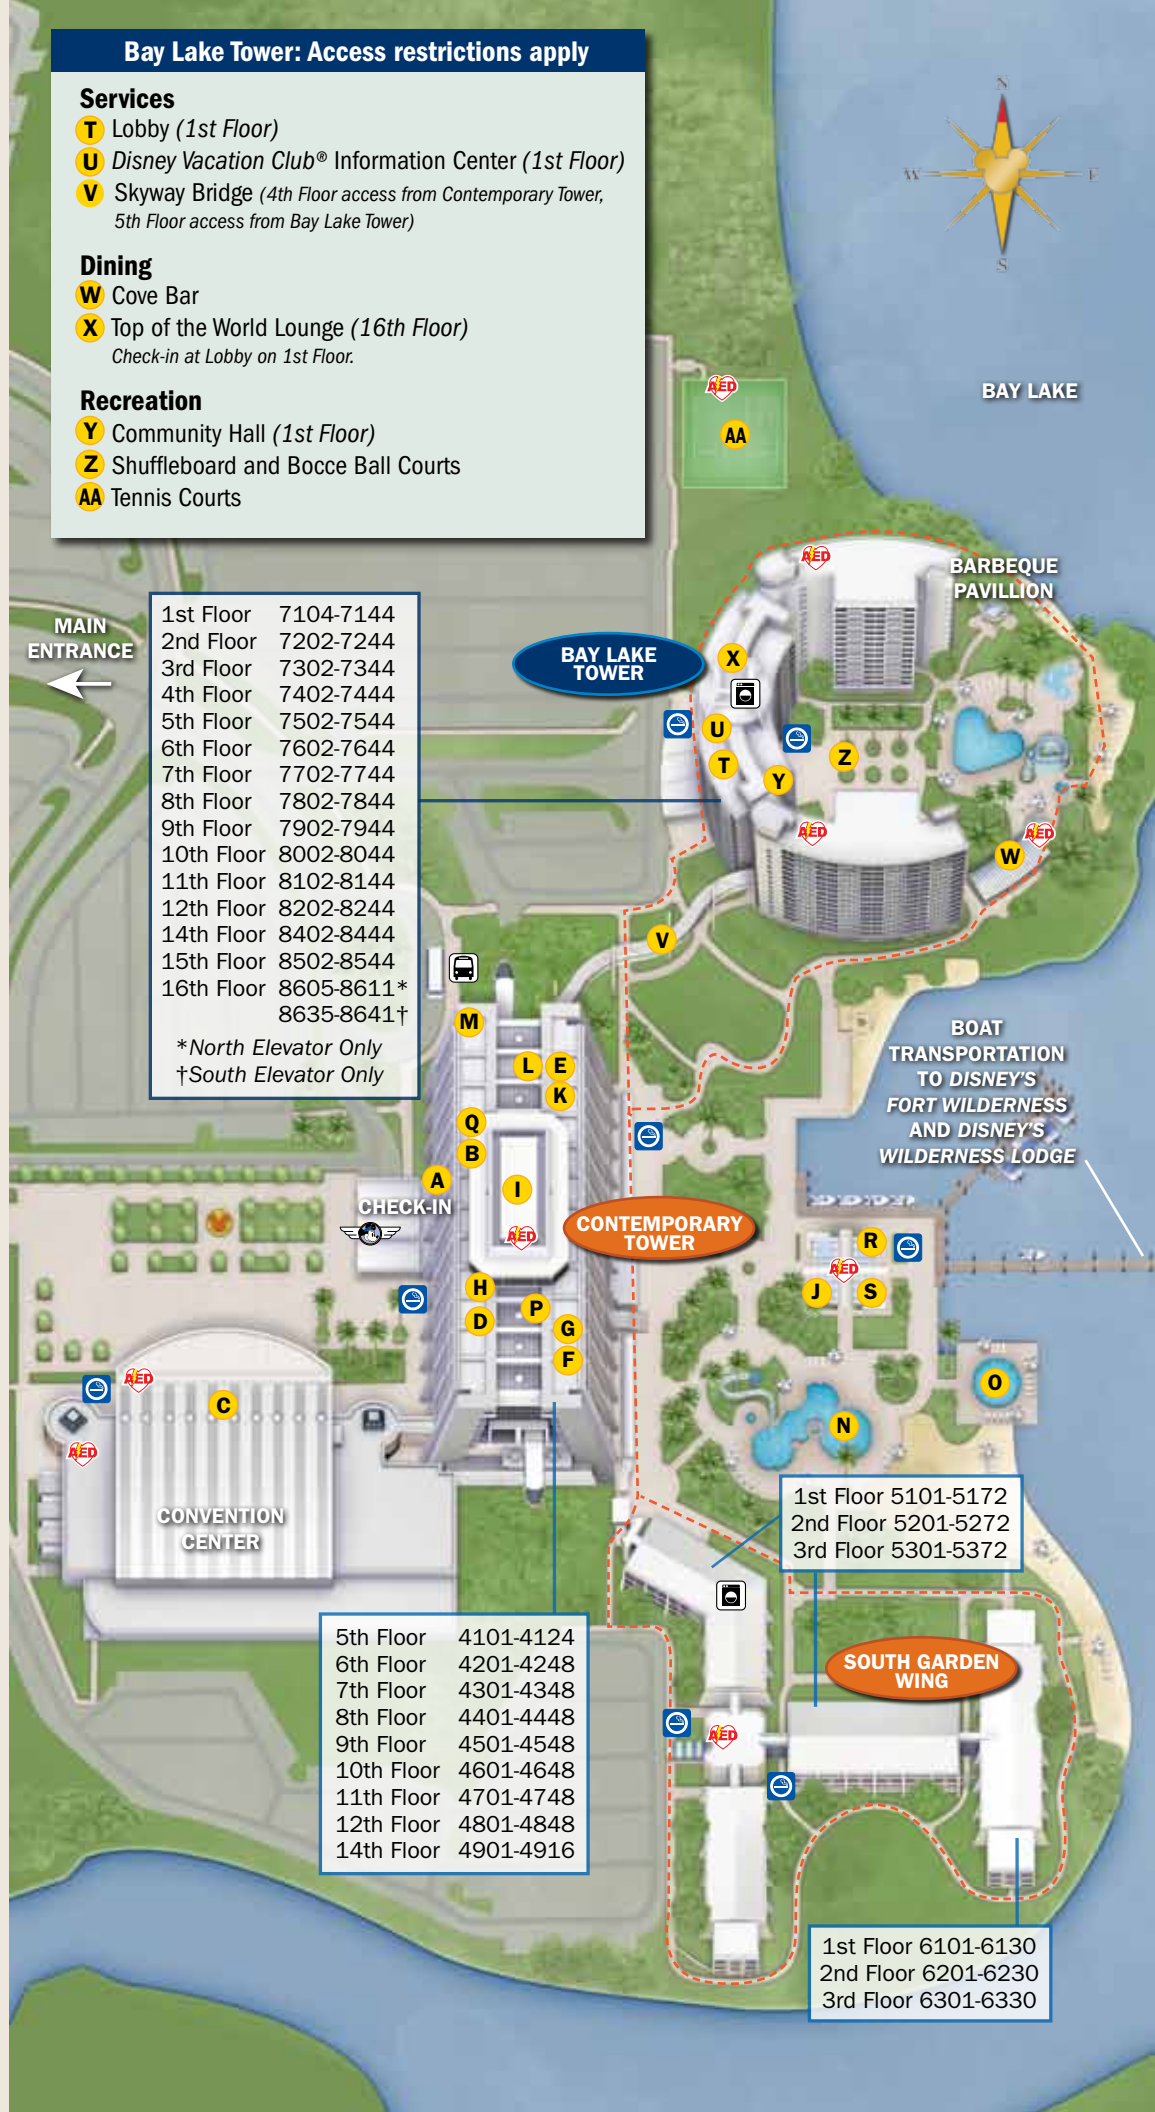 Bay Lake Tower: Access restrictions apply
Services
T Lobby (1st Floor)
U Disney Vacation Club® Information Center (1st Floor)
V Skyway Bridge (4th Floor access from Contemporary Tower,
5th Floor access from Bay Lake Tower)
Dining
W Cove Bar
X Top of the World Lounge (16th Floor)
Check-in at Lobby on 1st Floor.
Recreation
Y Community Hall (1st Floor)
Z Shuffleboard and Bocce Ball Courts
AA Tennis Courts
N
W E
S
BAY LAKE
AED
AA
AED
BARBEQUE
PAVILLION
MAIN
ENTRANCE
1st Floor 7104-7144
2nd Floor 7202-7244
3rd Floor 7302-7344
4th Floor 7402-7444
5th Floor 7502-7544
6th Floor 7602-7644
7th Floor 7702-7744
8th Floor 7802-7844
9th Floor 7902-7944
10th Floor 8002-8044
11th Floor 8102-8144
12th Floor 8202-8244
14th Floor 8402-8444
15th Floor 8502-8544
16th Floor 8605-8611*
8635-8641†
*North Elevator Only
†South Elevator Only
BAY LAKE
TOWER
X
U
T
Y
Z
AED
AED
W
V
M
L E
K
Q
B
A
I
CHECK-IN
AED
CONTEMPORARY
TOWER
BOAT
TRANSPORTATION
TO DISNEY'S
FORT WILDERNESS
AND DISNEY'S
WILDERNESS LODGE
R
AED
J S
H
P
D
G
F
O
N
AED
C
AED
CONVENTION
CENTER
1st Floor 5101-5172
2nd Floor 5201-5272
3rd Floor 5301-5372
5th Floor 4101-4124
6th Floor 4201-4248
7th Floor 4301-4348
8th Floor 4401-4448
9th Floor 4501-4548
10th Floor 4601-4648
11th Floor 4701-4748
12th Floor 4801-4848
14th Floor 4901-4916
SOUTH GARDEN
WING
AED
1st Floor 6101-6130
2nd Floor 6201-6230
3rd Floor 6301-6330